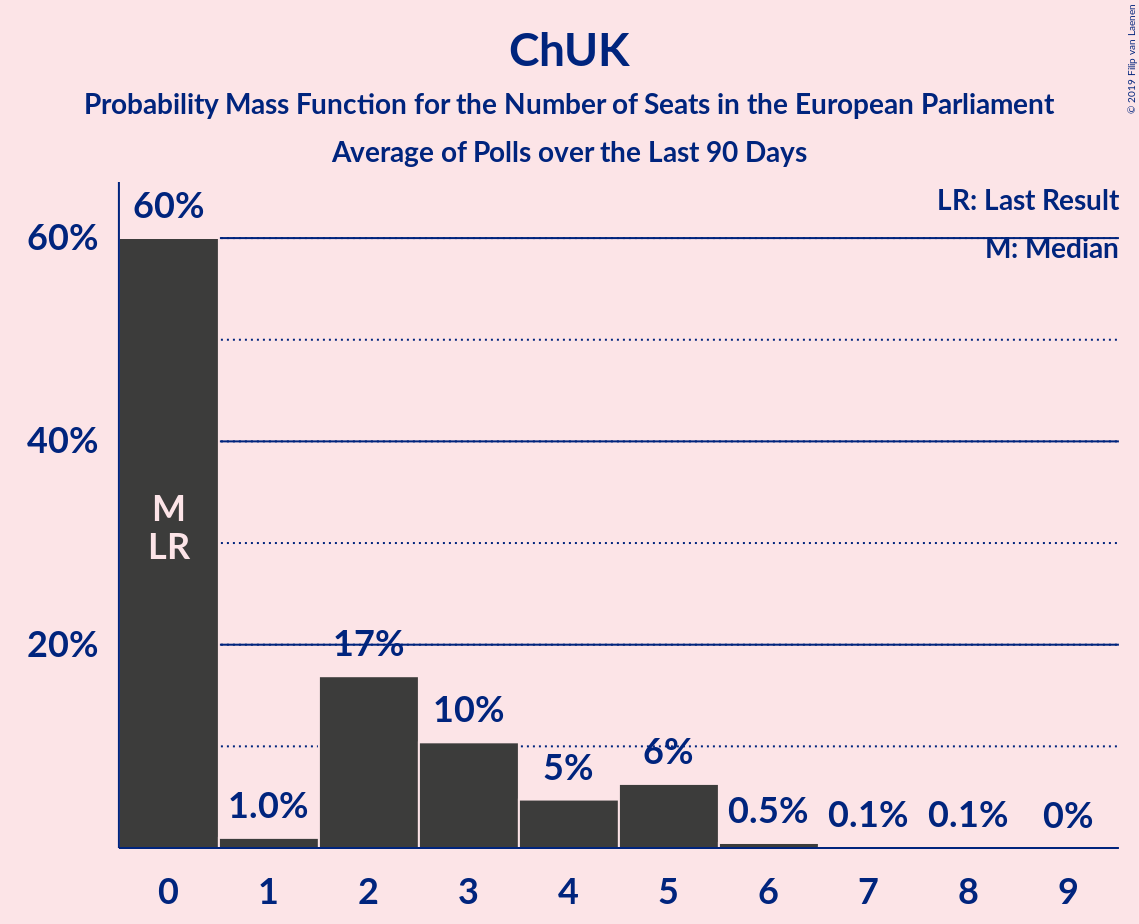 ChUK
Probability Mass Function for the Number of Seats in the European Parliament
Average of Polls over the Last 90 Days
© 2019 Filip van Laenen
LR: Last Result
M: Median
60%
40%
20%
60%
1.0%
17%
10%
5%
6%
0.5%
0.1%
0.1%
0%
M
LR
0 1 2 3 4 5 6 7 8 9